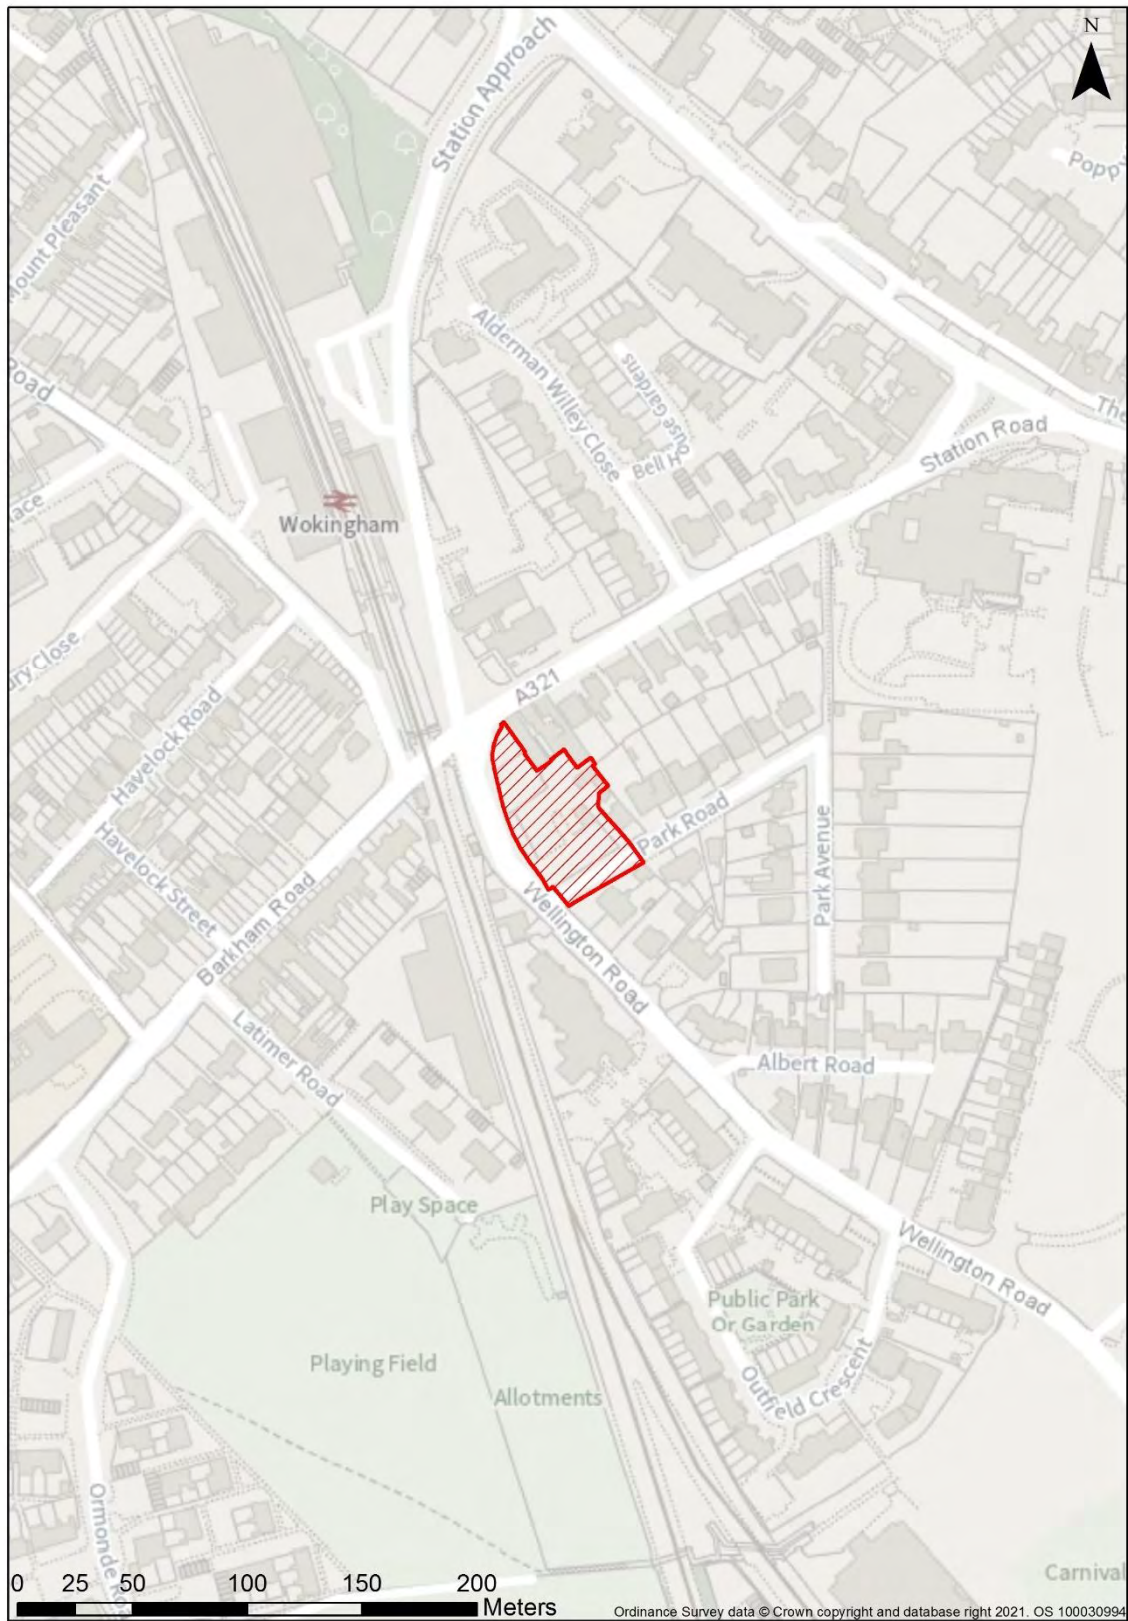 N
Station Approach
Poppy
Mount Pleasant
Alderman Willey Close
Bell House Gardens
Road
The
Station Road
Wokingham
A321
Havelock Road
Park Road
Havelock Street
Barkham Road
Park Avenue
Wellington Road
Latimer Road
Albert Road
Play Space
Wellington Road
Public Park
Or Garden
Playing Field
Outfield Crescent
Allotments
Ormonde
Carnival
0 25 50 100 150 200
Meters
Ordinance Survey data © Crown copyright and database right 2021. OS 100030994